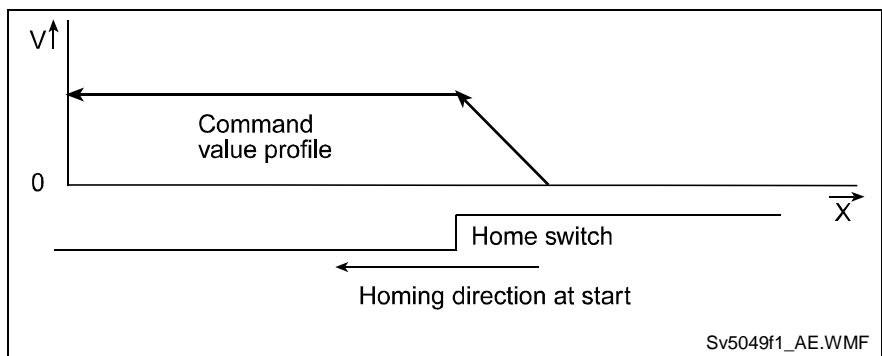 V
Command
value profile
0
X
Home switch
Homing direction at start
Sv5049f1_AE.WMF